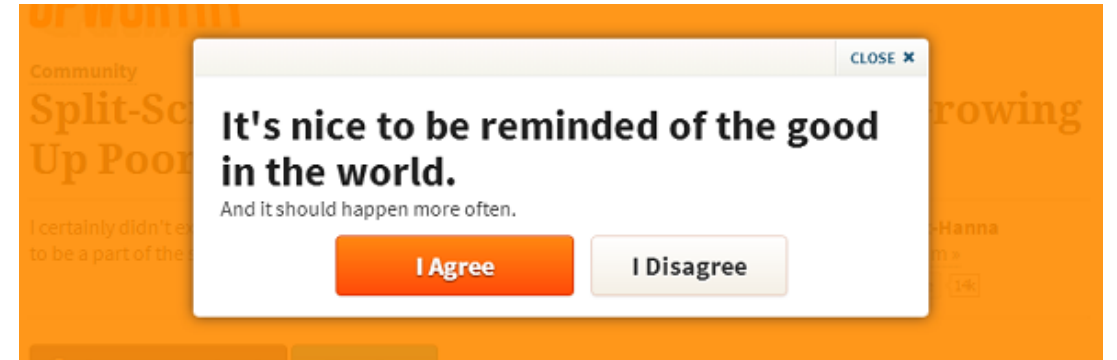 UPWORTHY
CLOSE ✖
Community
Split-Sc rowing
It's nice to be reminded of the good
in the world.
Up Poor
And it should happen more often.
I certainly didn't -Hanna
to be a part of the
I Agree
I Disagree
14k